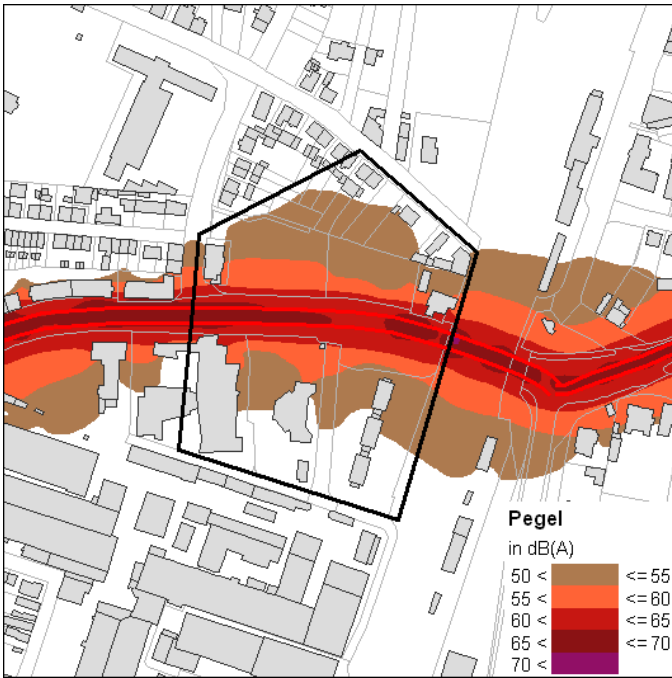 Pegel
in dB(A)
50 < <= 55
55 < <= 60
60 < <= 65
65 < <= 70
70 <